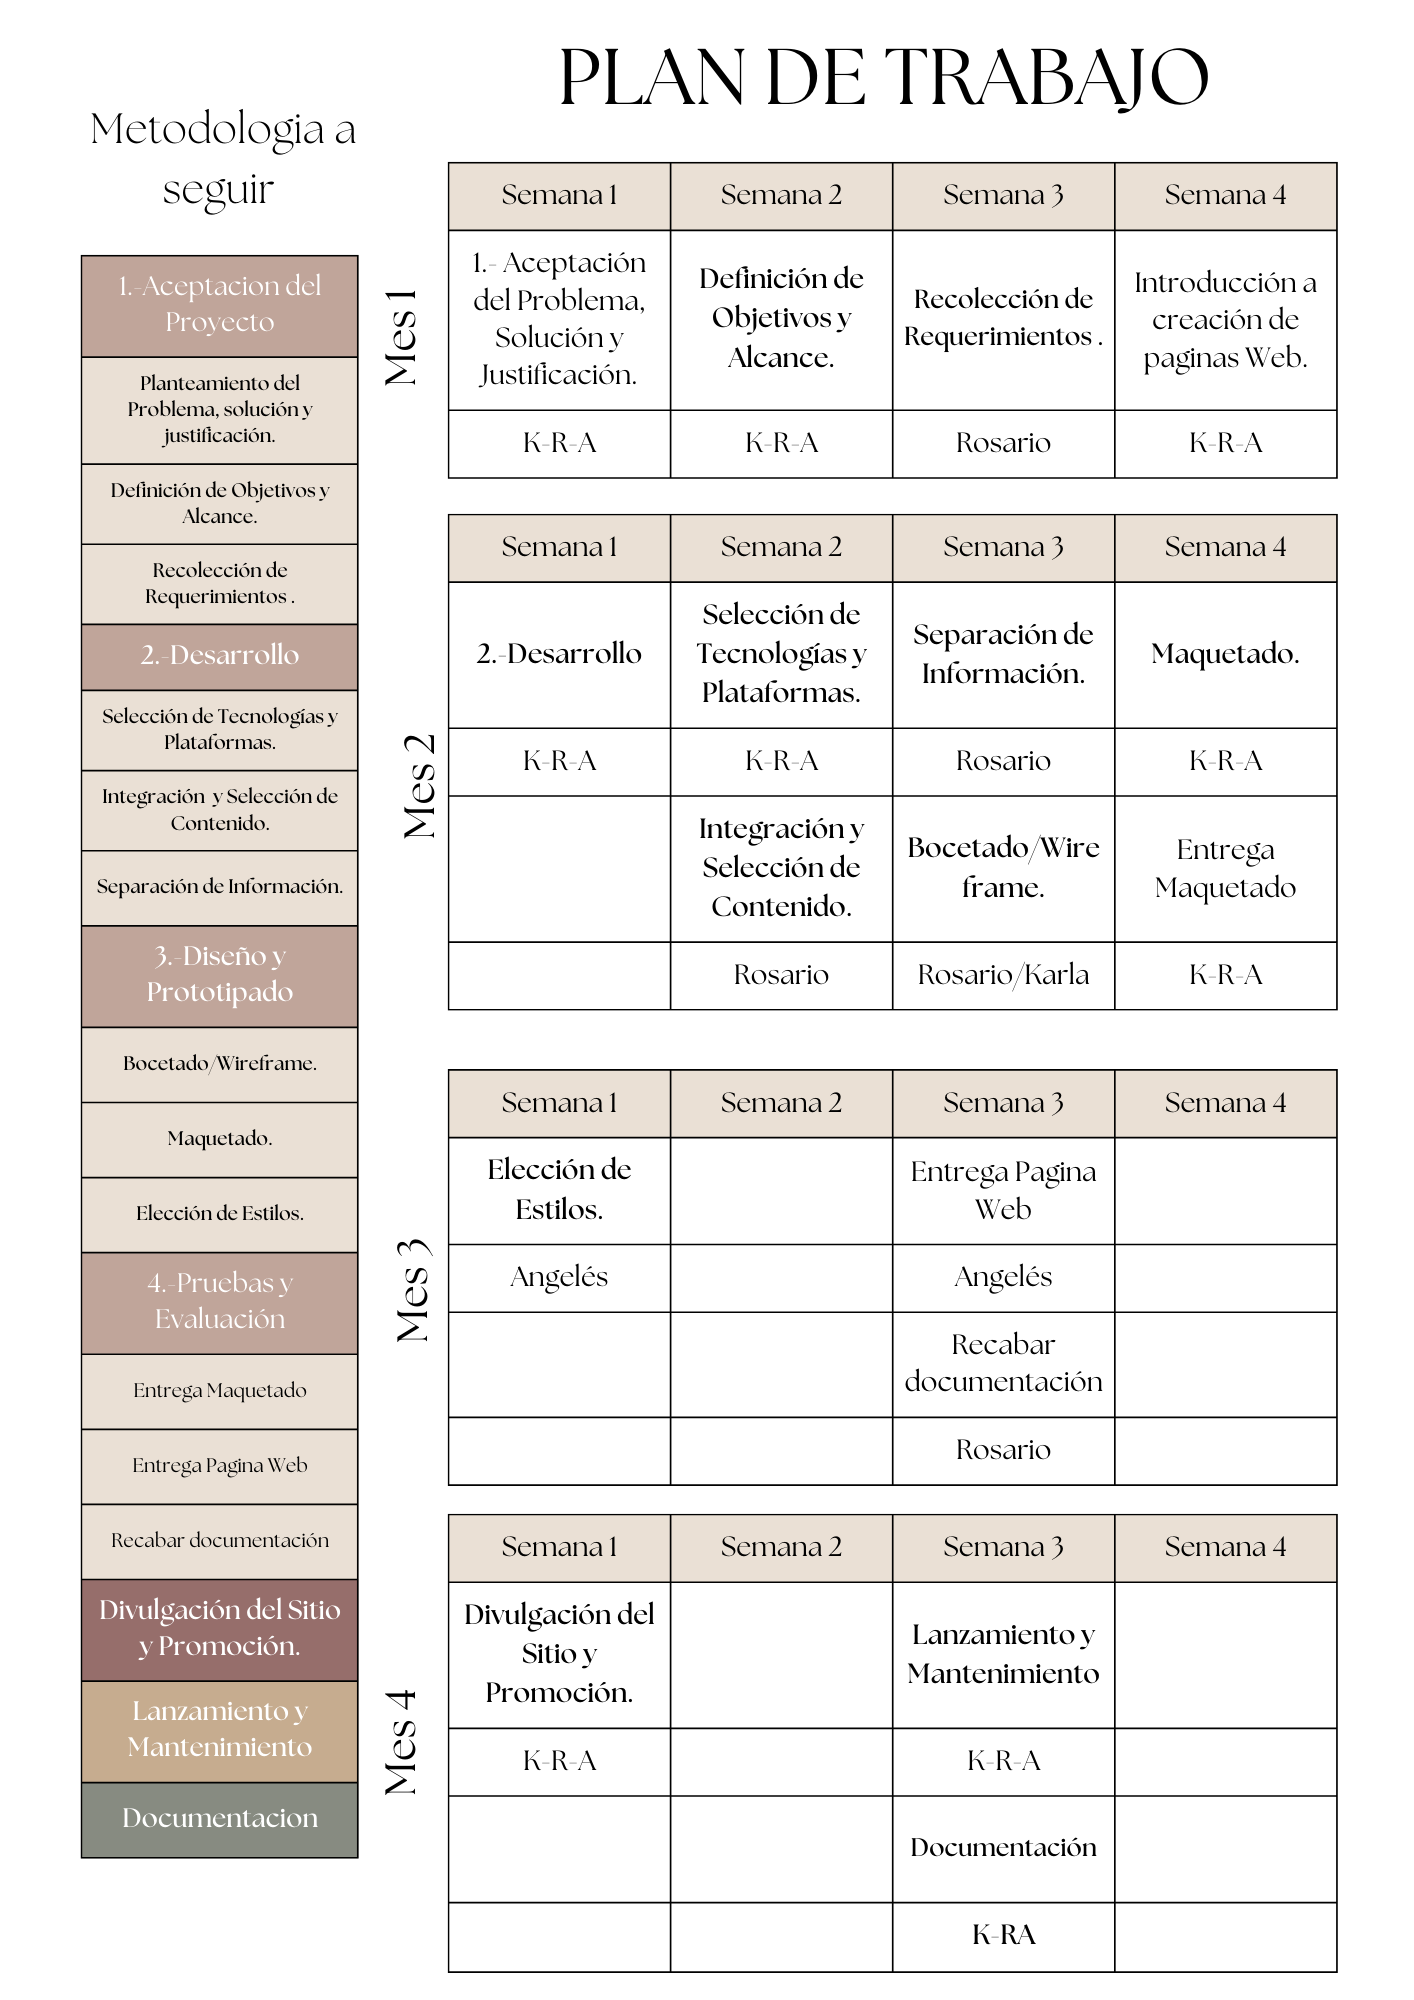 PLAN DE TRABAJO
Metodologia a
seguir
1.-Aceptacion del
Proyecto
Planteamiento del
Problema, solución y
justificación.
Definición de Objetivos y
Alcance.
Recolección de
Requerimientos .
2.-Desarrollo
Selección de Tecnologías y
Plataformas.
Integración  y Selección de
Contenido.
Separación de Información.
3.-Diseño y
Prototipado
Bocetado/Wireframe.
Maquetado.
Elección de Estilos.
4.-Pruebas y
Evaluación
Entrega Maquetado
Entrega Pagina Web
Recabar documentación
Divulgación del Sitio
y Promoción.
Lanzamiento y
Mantenimiento
Documentacion
Mes 1
Semana 1
Semana 2
Semana 3
Semana 4
1.- Aceptación
del Problema,
Solución y
Justificación.
Definición de
Objetivos y
Alcance.
Recolección de
Requerimientos .
Introducción a
creación de
paginas Web.
K-R-A
K-R-A
Rosario
K-R-A
Mes 2
Semana 1
Semana 2
Semana 3
Semana 4
2.-Desarrollo
Selección de
Tecnologías y
Plataformas.
Separación de
Información.
Maquetado.
K-R-A
K-R-A
Rosario
K-R-A
Integración y
Selección de
Contenido.
Bocetado/Wire
frame.
Entrega
Maquetado
Rosario
Rosario/Karla
K-R-A
Mes 3
Semana 1
Semana 2
Semana 3
Semana 4
Elección de
Estilos.
Entrega Pagina
Web
Angelés
Angelés
Recabar
documentación
Rosario
Mes 4
Semana 1
Semana 2
Semana 3
Semana 4
Divulgación del
Sitio y
Promoción.
Lanzamiento y
Mantenimiento
K-R-A
K-R-A
Documentación
K-RA